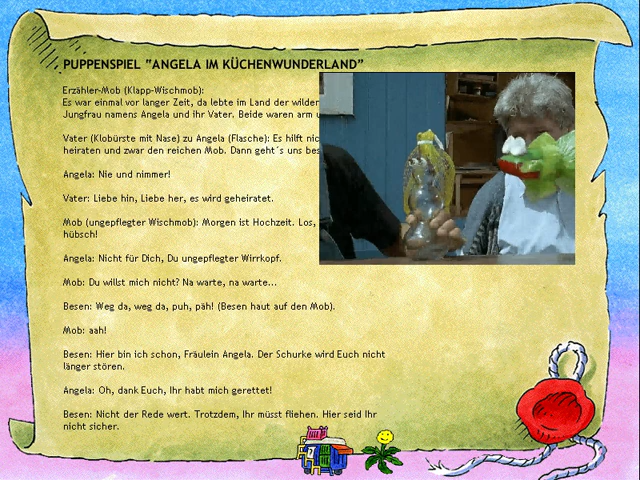 PUPPENSPIEL "ANGELA IM KÜCHENWUNDERLAND"
Erzähler-Mob (Klapp-Wischmob):
Es war einmal vor langer Zeit, da lebte im Land der wilder
Jungfrau namens Angela und ihr Vater. Beide waren arm
Vater (Klobürste mit Nase) zu Angela (Flasche): Es hilft
heiraten und zwar den reichen Mob. Dann geht´s uns
Angela: Nie und nimmer!
Vater: Liebe hin, Liebe her, es wird geheiratet.
Mob (ungepflegter Wischmob): Morgen ist Hochzeit. Los,
hübsch!
Angela: Nicht für Dich, Du ungepflegter Wirrkopf.
Mob: Du willst mich nicht? Na warte, na warte...
Besen: Weg da, weg da, puh, päh! (Besen haut auf den Mob).
Mob: aah!
Besen: Hier bin ich schon, Fräulein Angela. Der Schurke wird Euch nicht
länger stören.
Angela: Oh, dank Euch, Ihr habt mich gerettet!
Besen: Nicht der Rede wert. Trotzdem, Ihr müsst fliehen. Hier seid Ihr
nicht sicher.